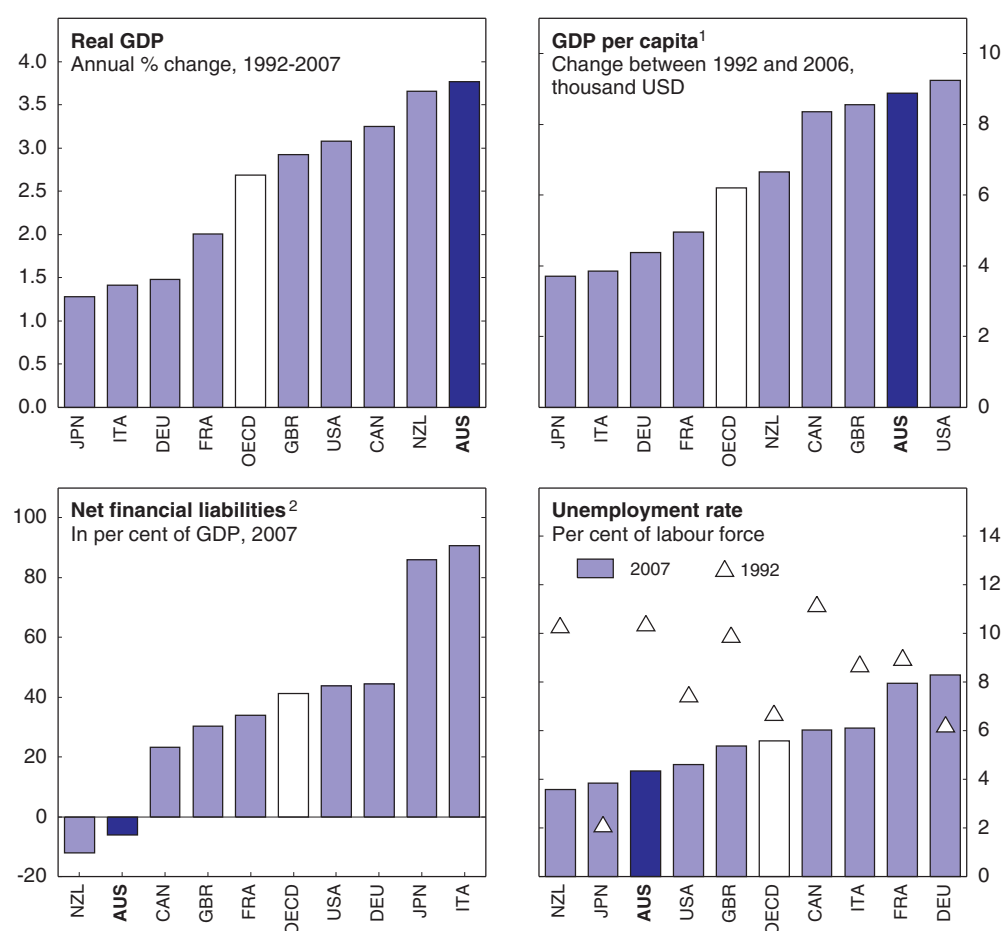 Real GDP
Annual % change, 1992-2007
4.0
3.5
3.0
2.5
2.0
1.5
1.0
0.5
0.0
JPN
ITA
DEU
FRA
OECD
GBR
USA
CAN
NZL
AUS
GDP per capita¹
Change between 1992 and 2006,
thousand USD
10
8
6
4
2
0
JPN
ITA
DEU
FRA
OECD
NZL
CAN
GBR
AUS
USA
Net financial liabilities ²
In per cent of GDP, 2007
100
80
60
40
20
0
-20
NZL
AUS
CAN
GBR
FRA
OECD
USA
DEU
JPN
ITA
Unemployment rate
Per cent of labour force
2007 1992
14
12
10
8
6
4
2
0
NZL
JPN
AUS
USA
GBR
OECD
CAN
ITA
FRA
DEU